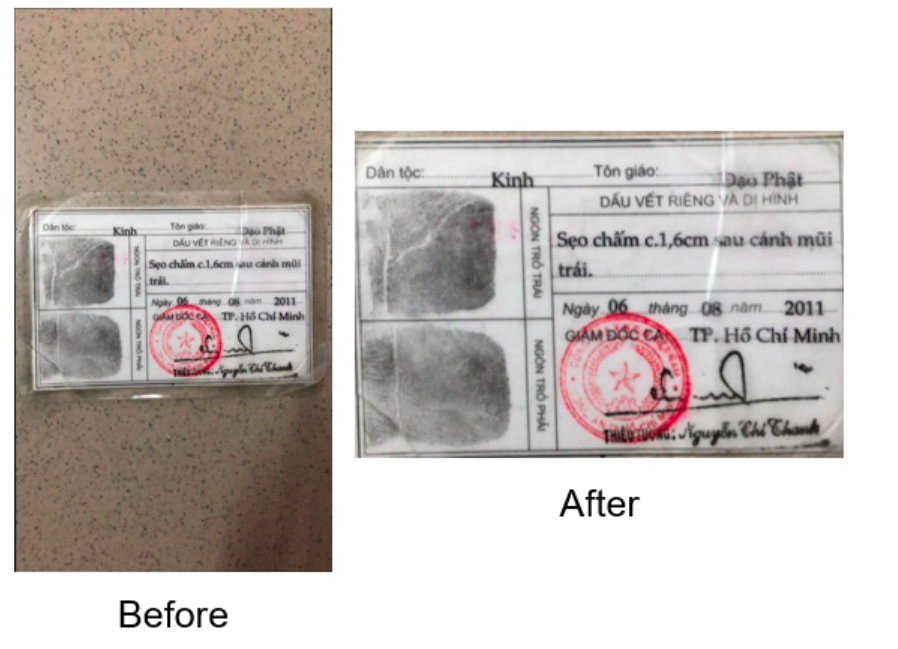 Dân tộc: Kinh Tôn giáo: Đạo Phật
DẤU VẾT RIÊNG VÀ DỊ HÌNH
Sẹo chấm c.1,6cm sau cánh mũi
trái.
NGÓN TRỎ TRÁI
Ngày 06 tháng 08 năm 2011
GIÁM ĐỐC CA TP. Hồ Chí Minh
NGÓN TRỎ PHẢI
THIẾU TƯỚNG: Nguyễn Chí Thanh
Before
Dân tộc: Kinh Tôn giáo: Đạo Phật
DẤU VẾT RIÊNG VÀ DỊ HÌNH
Sẹo chấm c.1,6cm sau cánh mũi
trái.
NGÓN TRỎ TRÁI
Ngày 06 tháng 08 năm 2011
GIÁM ĐỐC CA TP. Hồ Chí Minh
NGÓN TRỎ PHẢI
THIẾU TƯỚNG: Nguyễn Chí Thanh
After